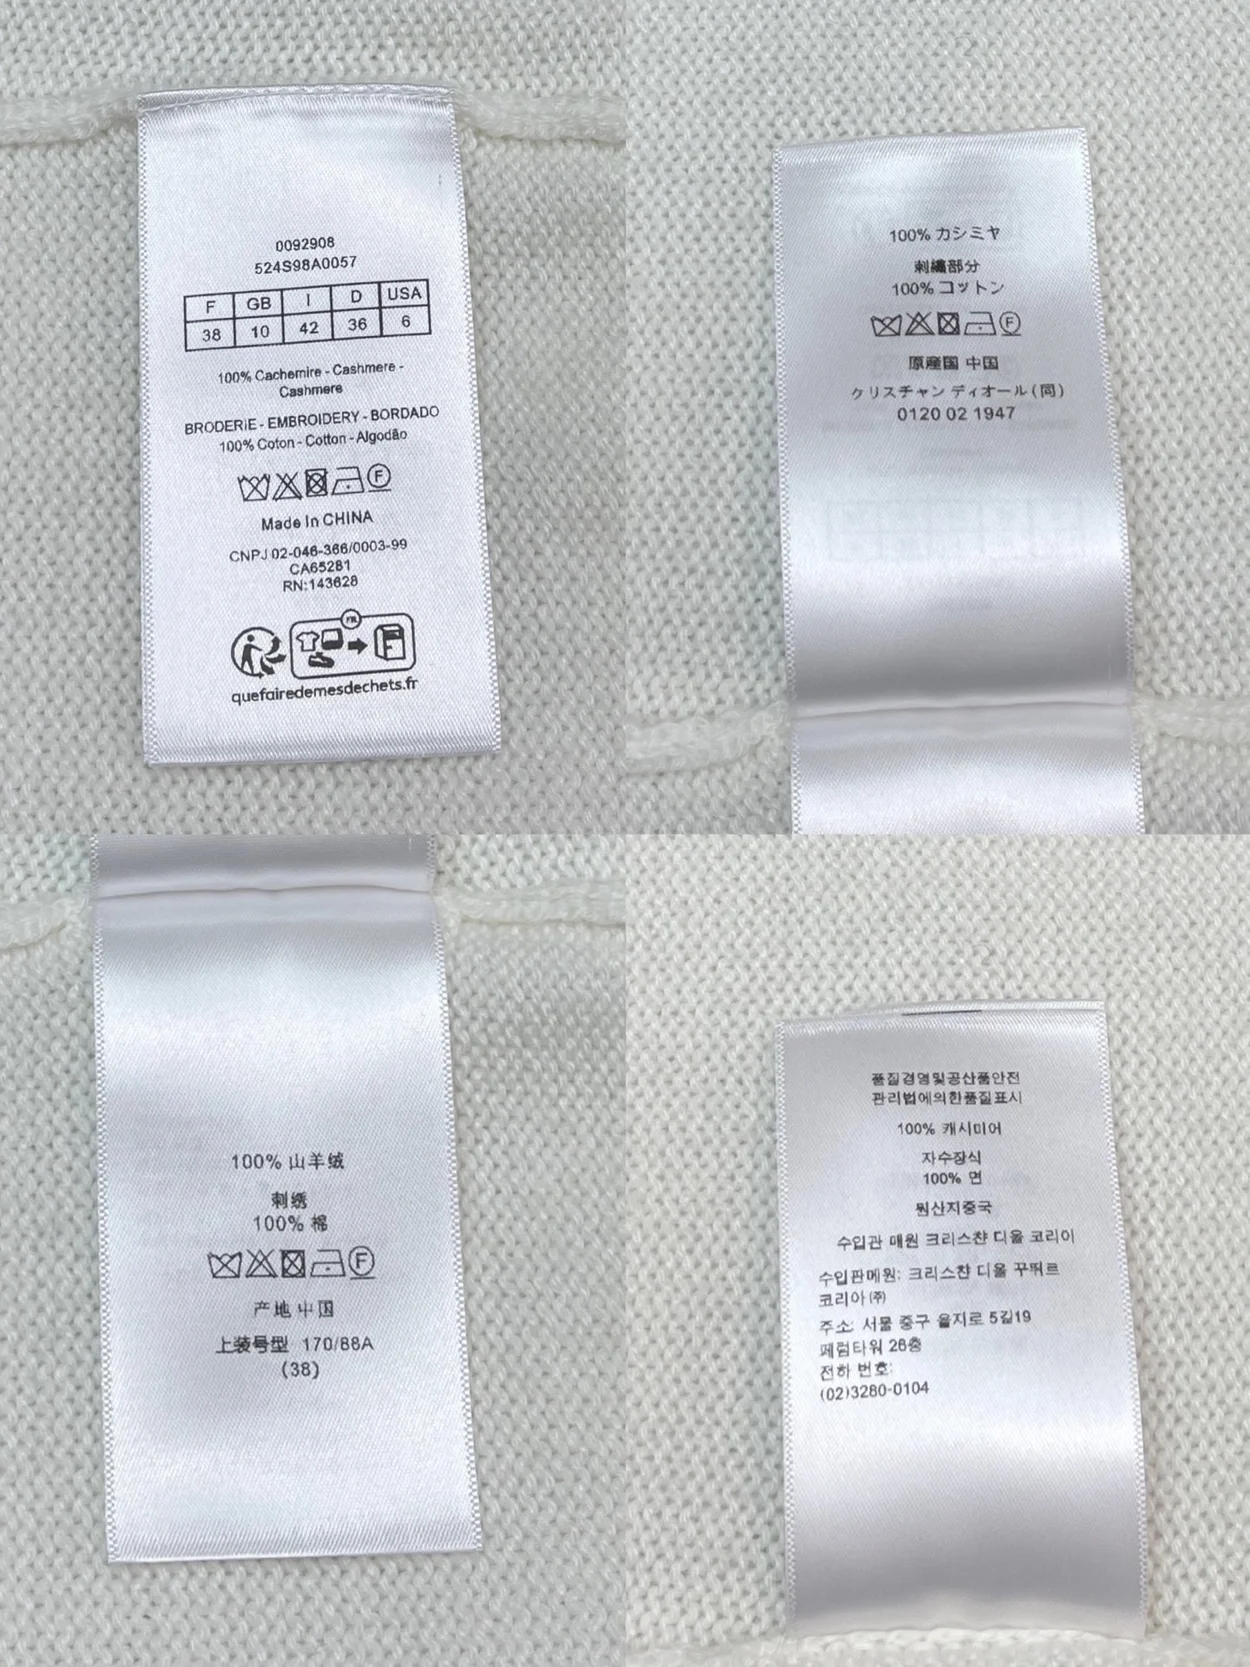 0092908
524S98A0057
F GB I D USA
38 10 42 36 6
100% Cachemire - Cashmere -
Cashmere
BRODERIE - EMBROIDERY - BORDADO
100% Coton - Cotton - Algodão
F
Made In CHINA
CNPJ 02-046-366/0003-99
CA65281
RN:143628
quefairedemesdechets.fr
100% カシミヤ
刺繍部分
100% コットン
F
原産国 中国
クリスチャン ディオール(同)
0120 02 1947
100% 山羊绒
刺绣
100% 棉
F
产地 中国
上装号型 170/88A
(38)
품질경영및공산품안전
관리법에의한품질표시
100% 캐시미어
자수장식
100% 면
원산지중국
수입관 매원 크리스챤 디올 코리아
수입판메원: 크리스챤 디올 꾸뛰르
코리아㈜
주소: 서물 중구 을지로 5길19
페럼타워 26층
전하 번호:
(02)3280-0104